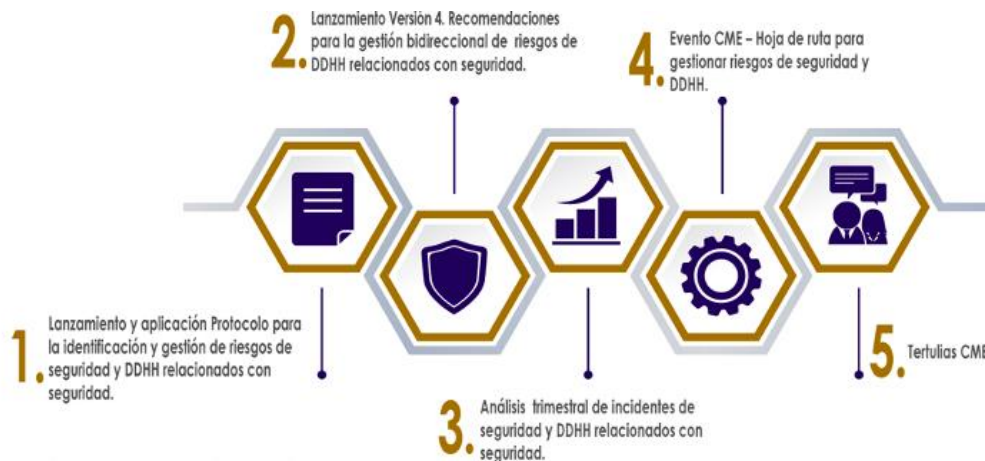 1.
Lanzamiento y aplicación Protocolo para
la identificación y gestión de riesgos de
seguridad y DDHH relacionados con
seguridad.
2.
Lanzamiento Versión 4. Recomendaciones
para la gestión bidireccional de riesgos de
DDHH relacionados con seguridad.
3.
Análisis trimestral de incidentes de
seguridad y DDHH relacionados con
seguridad.
4.
Evento CME – Hoja de ruta para
gestionar riesgos de seguridad y
DDHH.
5.
Tertulias CME